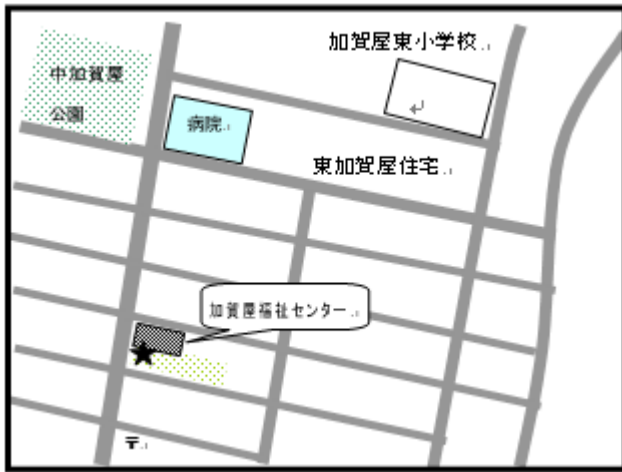 加賀屋東小学校
中加賀屋
公園
病院
東加賀屋住宅
加賀屋福祉センター
〒